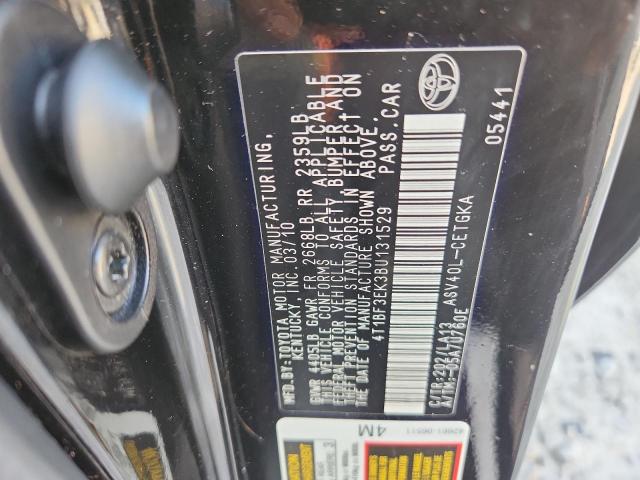 MFD.BY:TOYOTA MOTOR MANUFACTURING,
KENTUCKY, INC. 03/10
GVWR 4405LB GAWR FR 2668LB RR 2359LB
THIS VEHICLE CONFORMS TO ALL APPLICABLE
FEDERAL MOTOR VEHICLE SAFETY, BUMPER, AND
THEFT PREVENTION STANDARDS IN EFFECT ON
THE DATE OF MANUFACTURE SHOWN ABOVE.
4T1BF3EK3BU131529 PASS.CAR
C/TR:202/LA13 ASV40L-CETGKA
05441
4M